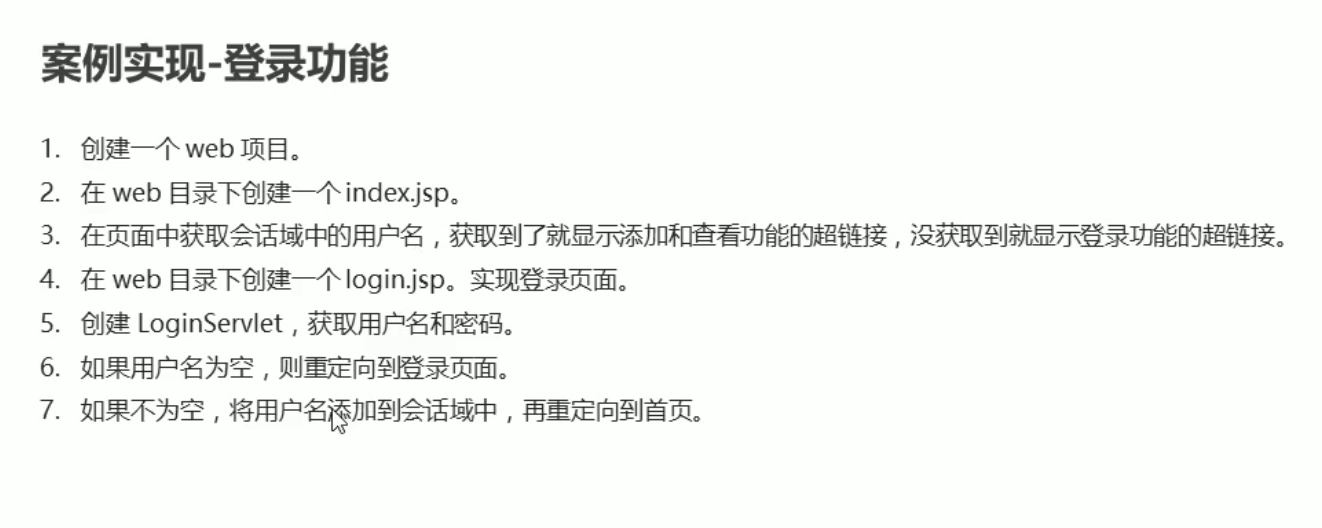 案例实现-登录功能
1. 创建一个 web 项目。
2. 在 web 目录下创建一个 index.jsp。
3. 在页面中获取会话域中的用户名，获取到了就显示添加和查看功能的超链接，没获取到就显示登录功能的超链接。
4. 在 web 目录下创建一个 login.jsp。实现登录页面。
5. 创建 LoginServlet，获取用户名和密码。
6. 如果用户名为空，则重定向到登录页面。
7. 如果不为空，将用户名添加到会话域中，再重定向到首页。